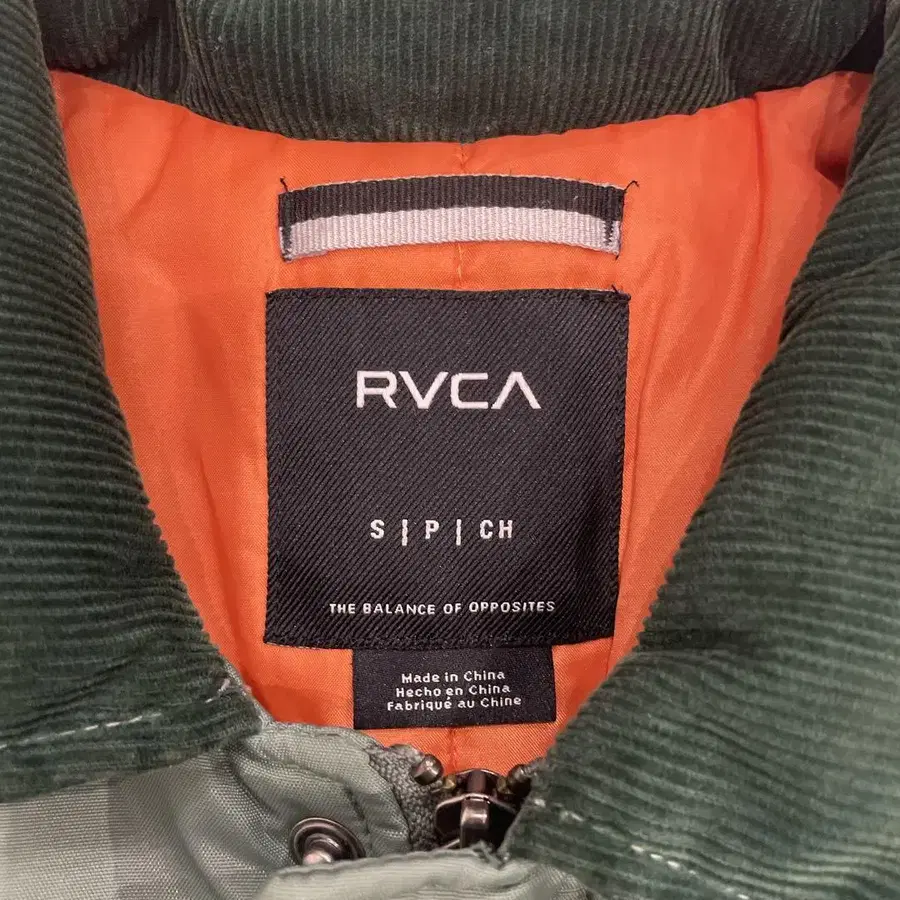 RVCA
S | P | CH
THE BALANCE OF OPPOSITES
Made in China
Hecho en China
Fabriqué au Chine